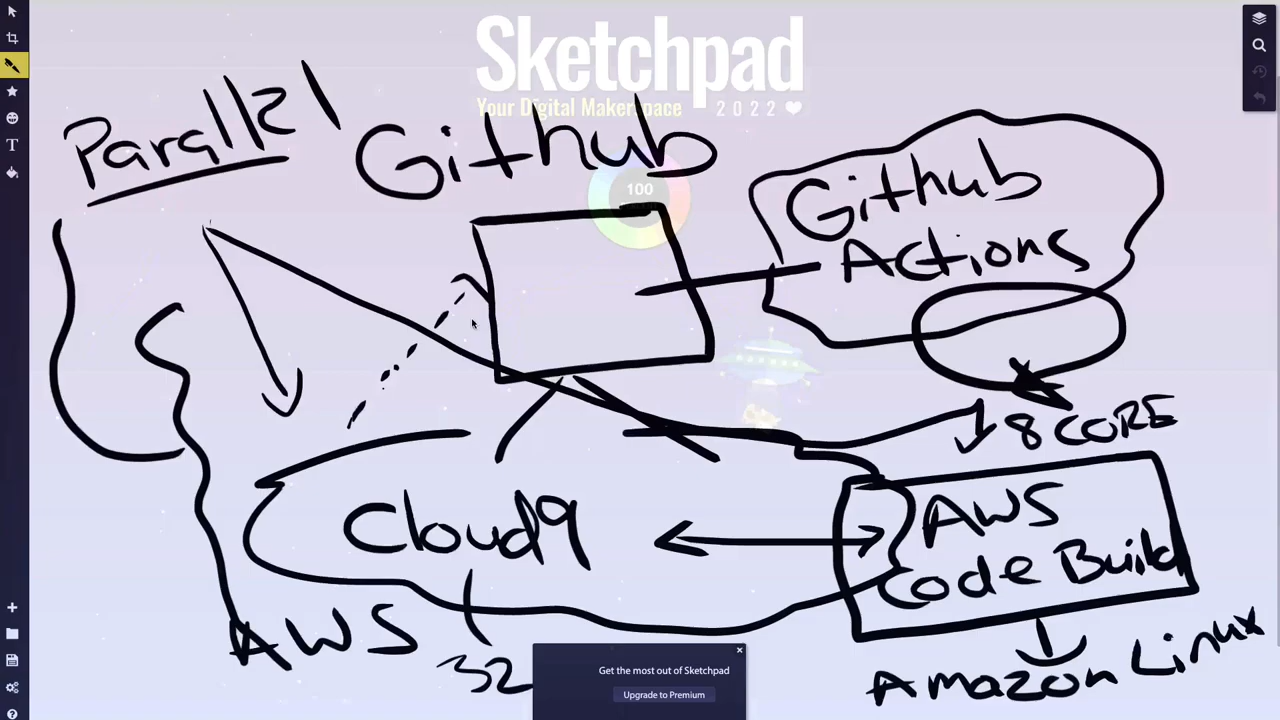 Sketchpad
Your Digital Makerspace 2022
Parallel
Github
100
Github
Actions
8 CORE
Cloud9
AWS
Code Build
AWS
32
Amazon Linux
Get the most out of Sketchpad
Upgrade to Premium